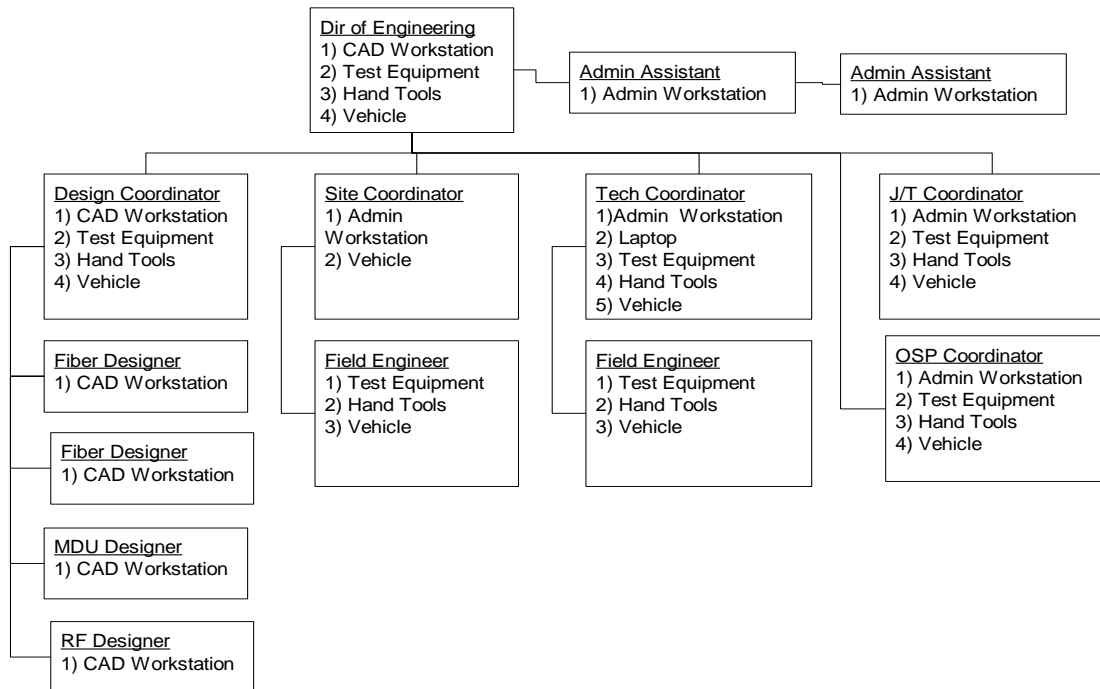 Dir of Engineering
1) CAD Workstation
2) Test Equipment
3) Hand Tools
4) Vehicle
Admin Assistant
1) Admin Workstation
Admin Assistant
1) Admin Workstation
Design Coordinator
1) CAD Workstation
2) Test Equipment
3) Hand Tools
4) Vehicle
Site Coordinator
1) Admin
Workstation
2) Vehicle
Tech Coordinator
1)Admin Workstation
2) Laptop
3) Test Equipment
4) Hand Tools
5) Vehicle
J/T Coordinator
1) Admin Workstation
2) Test Equipment
3) Hand Tools
4) Vehicle
Fiber Designer
1) CAD Workstation
Field Engineer
1) Test Equipment
2) Hand Tools
3) Vehicle
Field Engineer
1) Test Equipment
2) Hand Tools
3) Vehicle
OSP Coordinator
1) Admin Workstation
2) Test Equipment
3) Hand Tools
4) Vehicle
Fiber Designer
1) CAD Workstation
MDU Designer
1) CAD Workstation
RF Designer
1) CAD Workstation